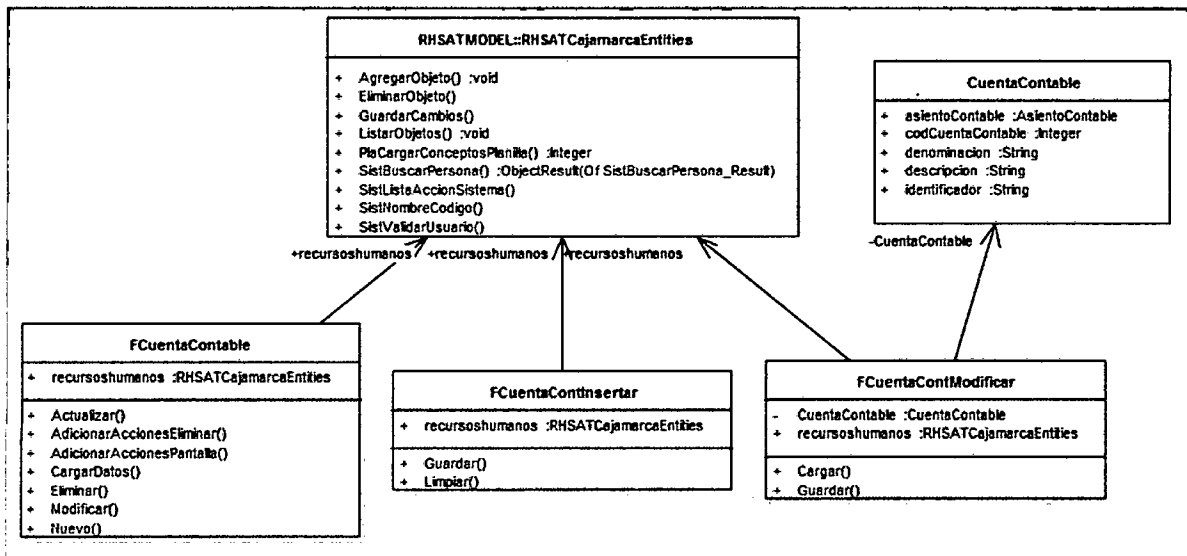 RHSATMODEL::RHSATCajamarcaEntities
+ AgregarObjeto() :void
+ EliminarObjeto()
+ GuardarCambios()
+ ListarObjetos() :void
+ PlaCargarConceptosPlanilla() :Integer
+ SistBuscarPersona() :ObjectResult(Of SistBuscarPersona_Result)
+ SistListaAccionSistema()
+ SistNombreCodigo()
+ SistValidarUsuario()
CuentaContable
+ asientoContable :AsientoContable
+ codCuentaContable :Integer
+ denominacion :String
+ descripcion :String
+ identificador :String
+recursoshumanos
+recursoshumanos
+recursoshumanos
-CuentaContable
FCuentaContable
+ recursoshumanos :RHSATCajamarcaEntities
+ Actualizar()
+ AdicionarAccionesEliminar()
+ AdicionarAccionesPantalla()
+ CargarDatos()
+ Eliminar()
+ Modificar()
+ Nuevo()
FCuentaContInsertar
+ recursoshumanos :RHSATCajamarcaEntities
+ Guardar()
+ Limpiar()
FCuentaContModificar
- CuentaContable :CuentaContable
+ recursoshumanos :RHSATCajamarcaEntities
+ Cargar()
+ Guardar()